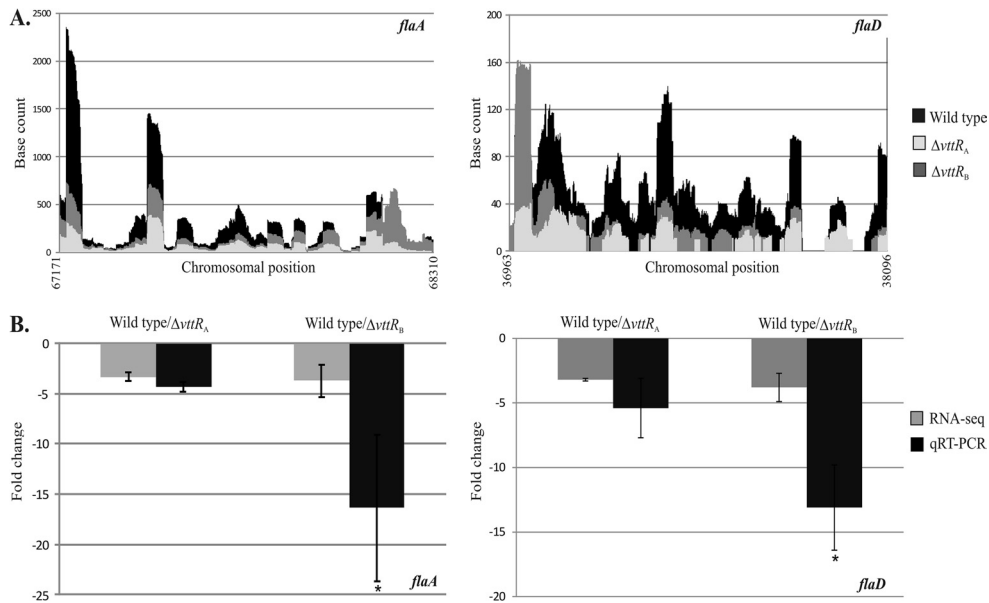 A.
flaA
Base count
2500
2000
1500
1000
500
0
67171
Chromosomal position
68310
flaD
Base count
200
160
120
80
40
0
36963
Chromosomal position
38096
Wild type
ΔvttRA
ΔvttRB
B.
Wild type/ΔvttRA
Wild type/ΔvttRB
Fold change
0
-5
-10
-15
-20
-25
*
flaA
Wild type/ΔvttRA
Wild type/ΔvttRB
Fold change
0
-5
-10
-15
-20
*
flaD
RNA-seq
qRT-PCR